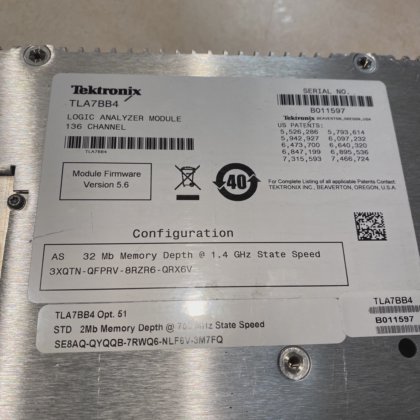 Tektronix
TLA7BB4
LOGIC ANALYZER MODULE
136 CHANNEL
TLA7BB4
Module Firmware
Version 5.6
SERIAL NO.
B011597
Tektronix BEAVERTON, OREGON, USA
US PATENTS:
5,526,286 5,793,614
5,942,927 6,097,232
6,473,700 6,640,320
6,847,199 6,895,536
7,315,593 7,466,724
For Complete Listing of all applicable Patents Contact:
TEKTRONIX INC., BEAVERTON, OREGON, U.S.A.
40
Configuration
AS 32 Mb Memory Depth @ 1.4 GHz State Speed
3XQTN-QFPRV-8RZR6-QRX6V
TLA7BB4 Opt. 51
STD 2Mb Memory Depth @ MHz State Speed
SE8AQ-QYQQB-7RWQ6-NLF6V-3M7FQ
TLA7BB4
B011597